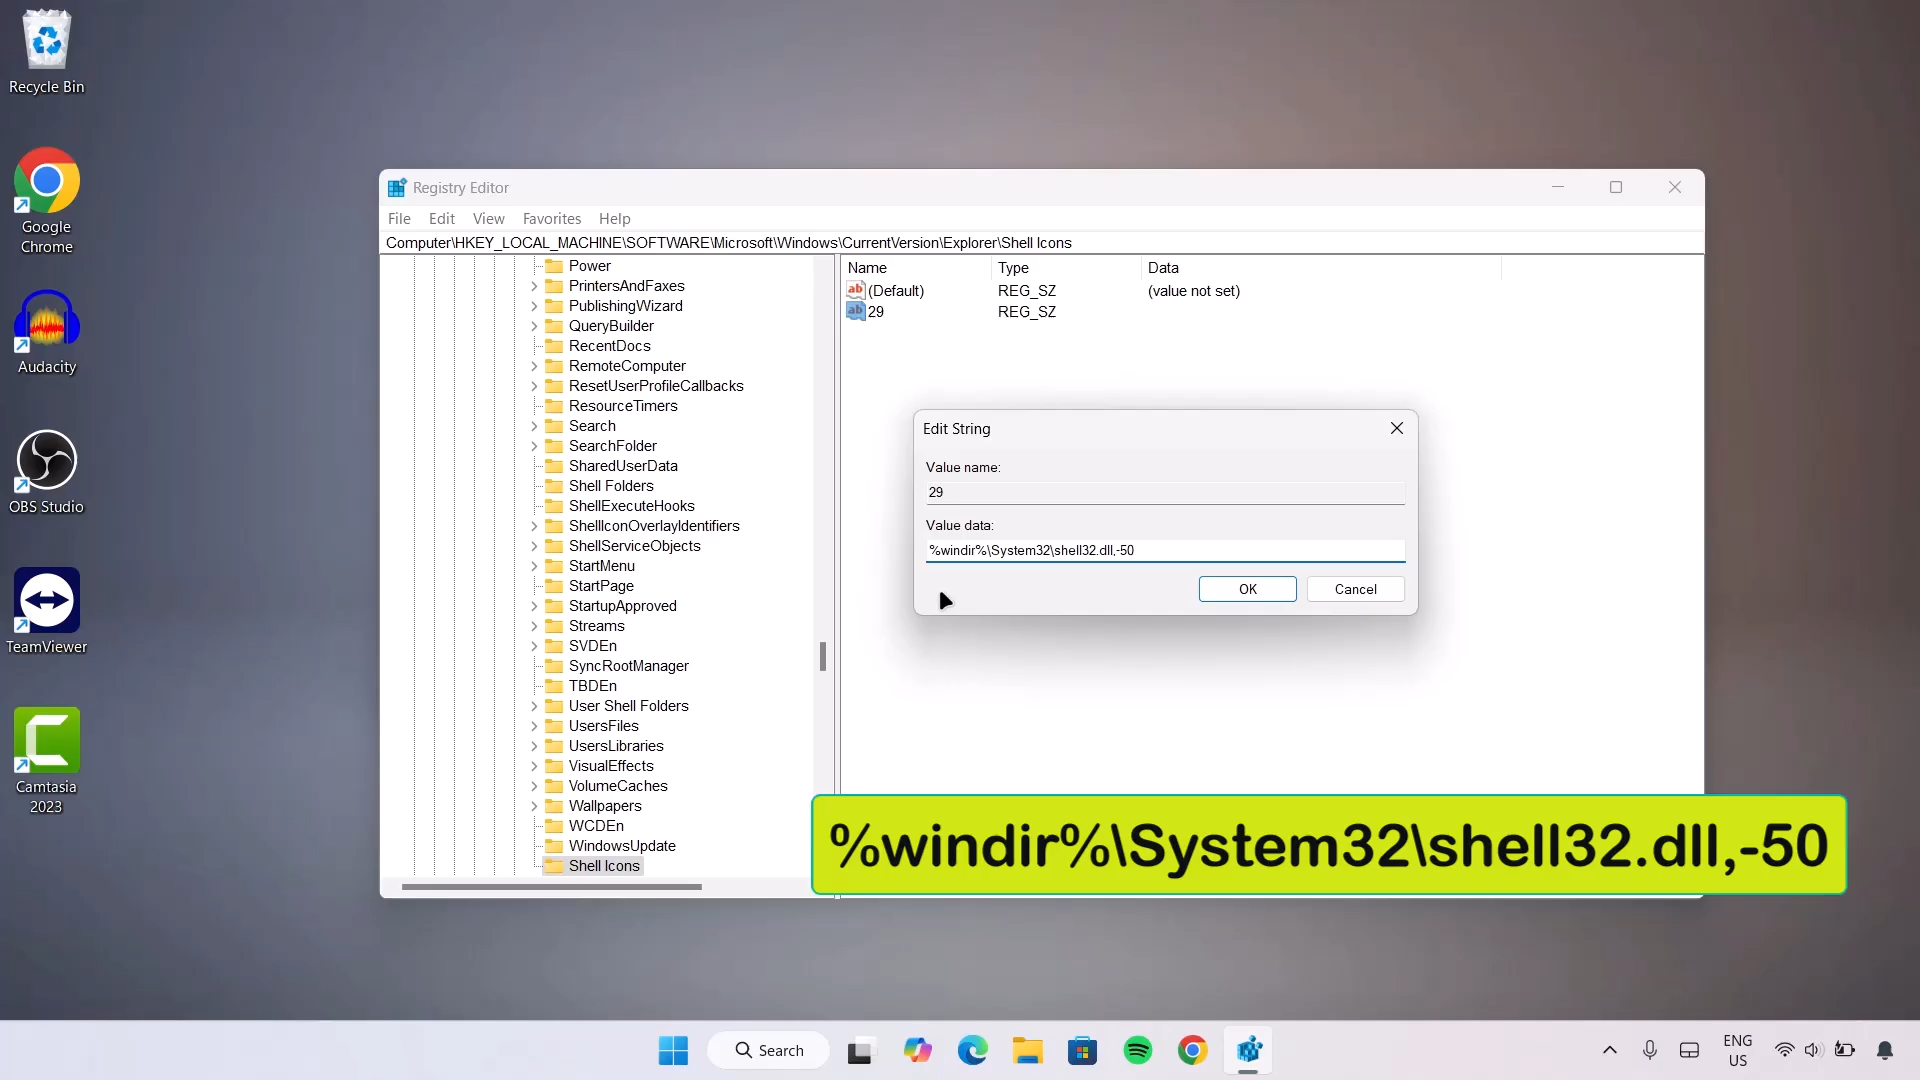 Recycle Bin
Google
Chrome
Audacity
OBS Studio
TeamViewer
Camtasia
2023
Registry Editor
File Edit View Favorites Help
Computer\HKEY_LOCAL_MACHINE\SOFTWARE\Microsoft\Windows\CurrentVersion\Explorer\Shell Icons
Power
PrintersAndFaxes
PublishingWizard
QueryBuilder
RecentDocs
RemoteComputer
ResetUserProfileCallbacks
ResourceTimers
Search
SearchFolder
SharedUserData
Shell Folders
ShellExecuteHooks
ShellIconOverlayIdentifiers
ShellServiceObjects
StartMenu
StartPage
StartupApproved
Streams
SVDEn
SyncRootManager
TBDEn
User Shell Folders
UsersFiles
UsersLibraries
VisualEffects
VolumeCaches
Wallpapers
WCDEn
WindowsUpdate
Shell Icons
Name Type Data
ab (Default) REG_SZ (value not set)
ab 29 REG_SZ
Edit String
Value name:
29
Value data:
%windir%\System32\shell32.dll,-50
OK Cancel
%windir%\System32\shell32.dll,-50
Search
ENG
US